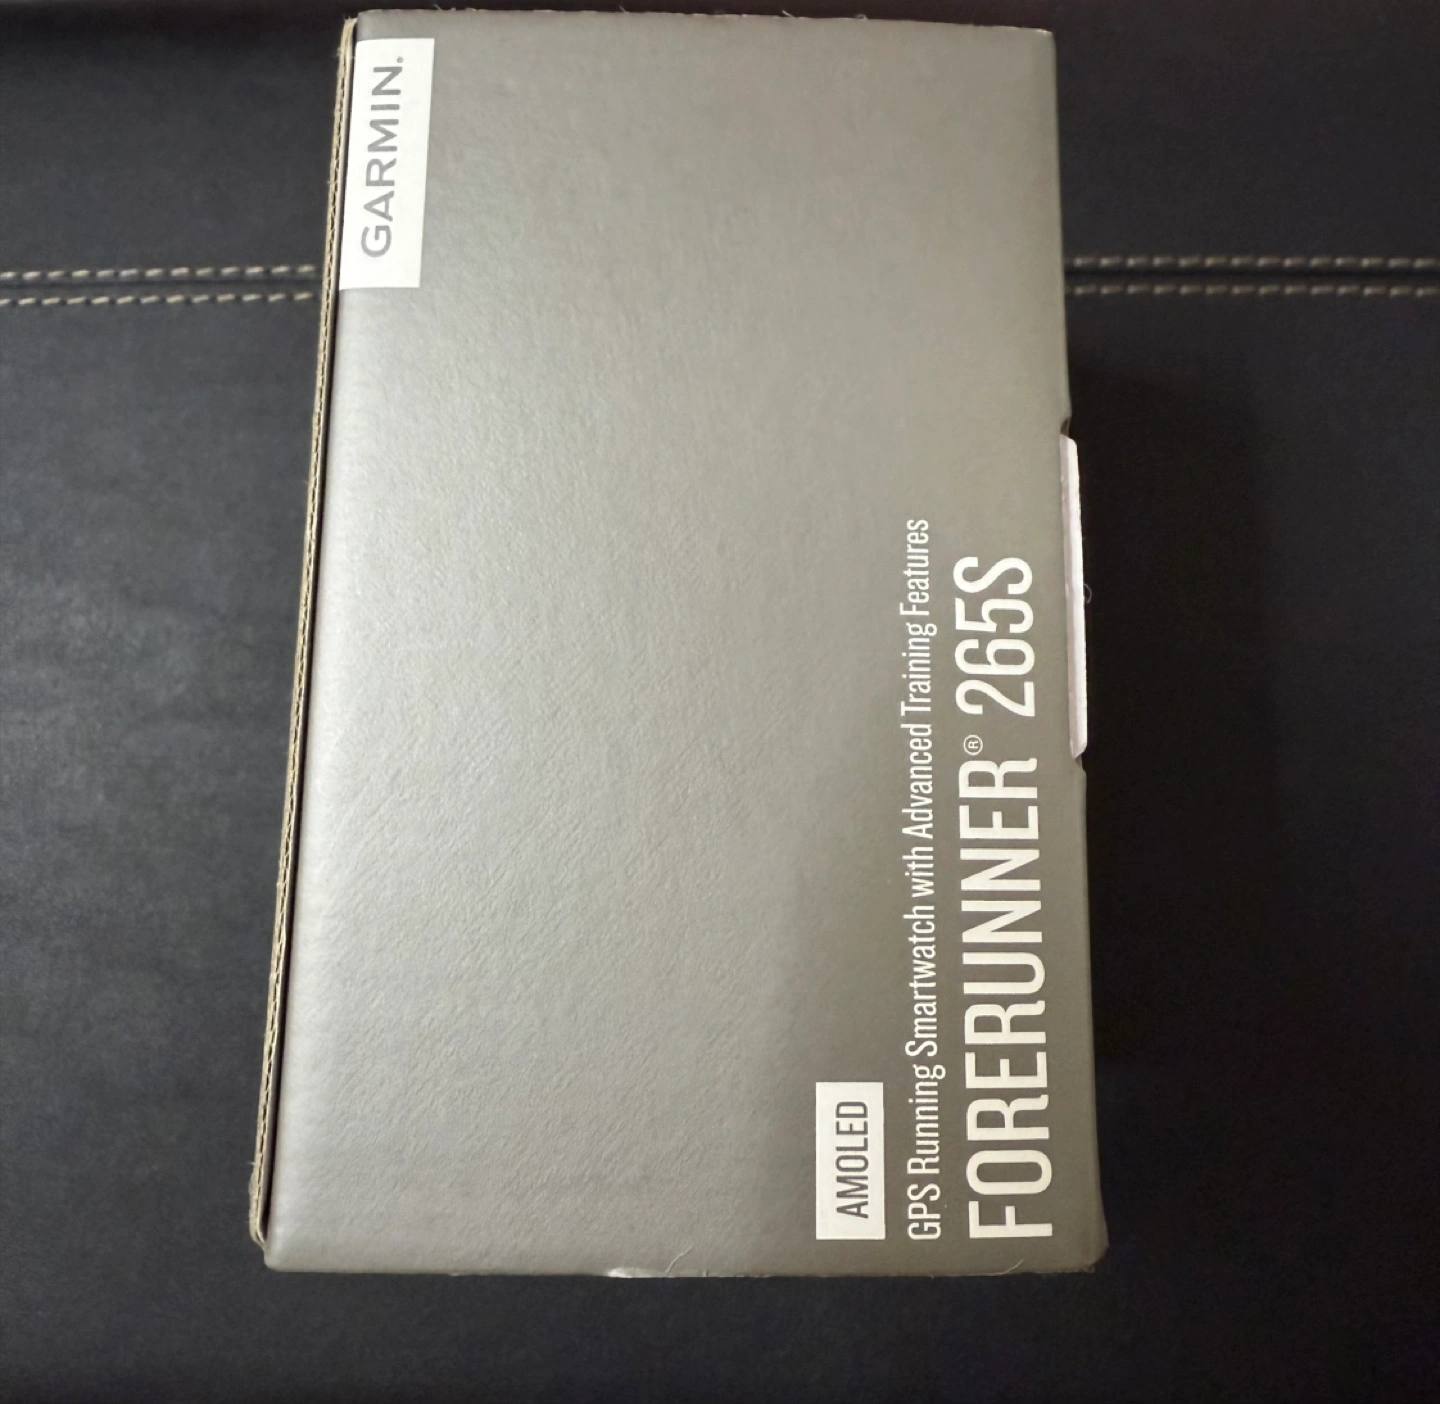 GARMIN.
AMOLED
GPS Running Smartwatch with Advanced Training Features
FORERUNNER® 265S